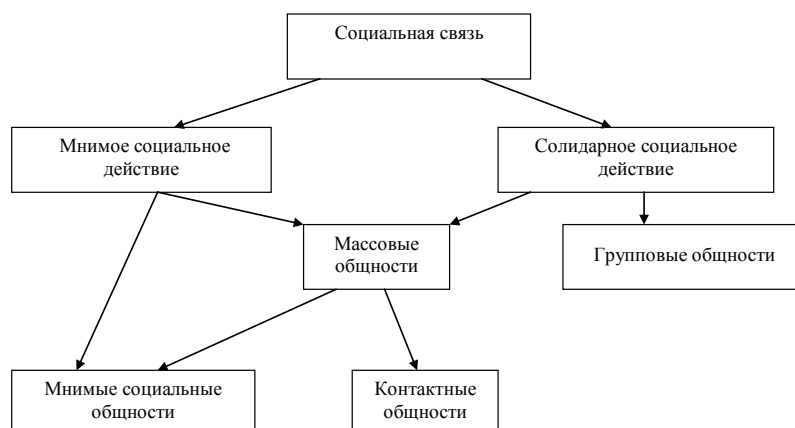 Социальная связь
Мнимое социальное
действие
Солидарное социальное
действие
Массовые
общности
Групповые общности
Мнимые социальные
общности
Контактные
общности